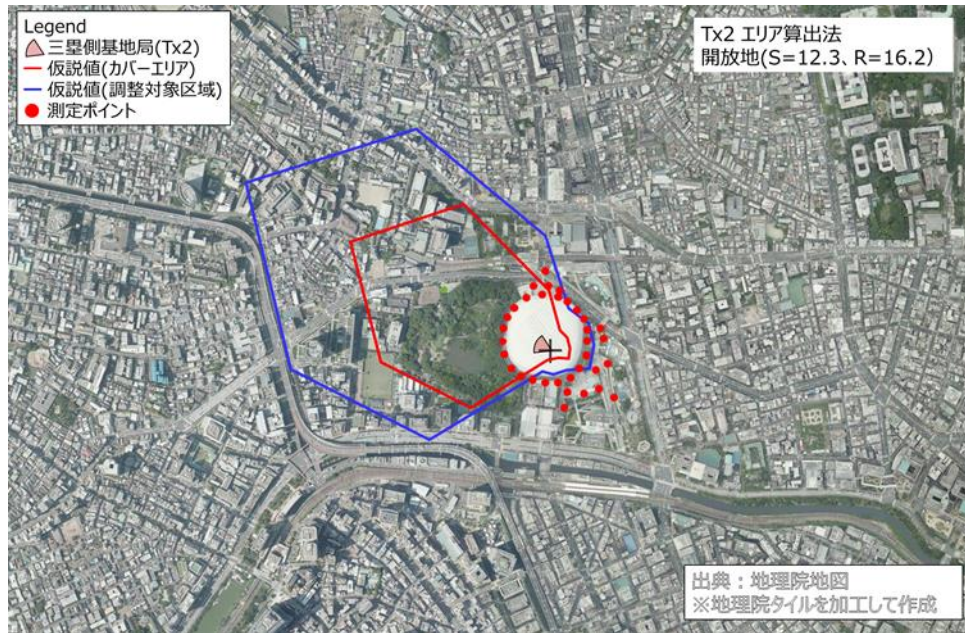 Legend
三塁側基地局(Tx2)
仮説値(カバーエリア)
仮説値(調整対象区域)
測定ポイント
Tx2 エリア算出法
開放地(S=12.3、R=16.2)
出典：地理院地図
※地理院タイルを加工して作成